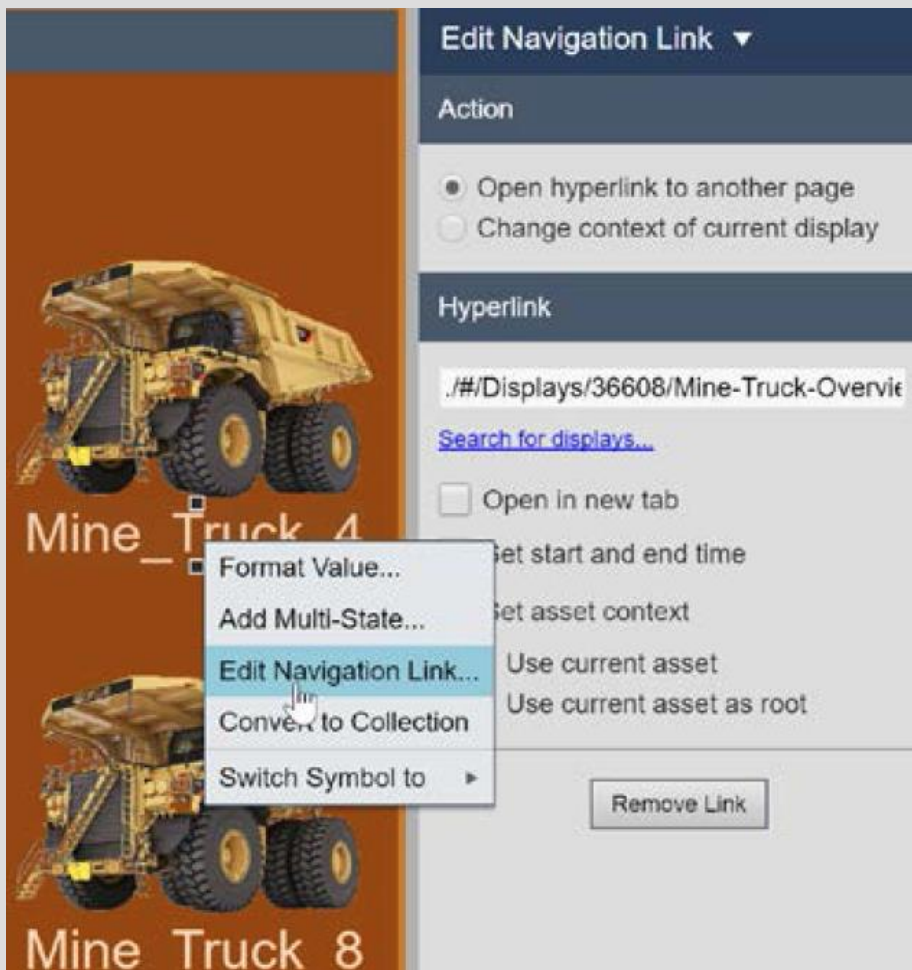 Edit Navigation Link
Action
Open hyperlink to another page
Change context of current display
Hyperlink
./#/Displays/36608/Mine-Truck-Overvie
Search for displays...
Open in new tab
Set start and end time
Set asset context
Use current asset
Use current asset as root
Remove Link
Mine_Truck_4
Format Value...
Add Multi-State...
Edit Navigation Link...
Convert to Collection
Switch Symbol to
Mine_Truck_8